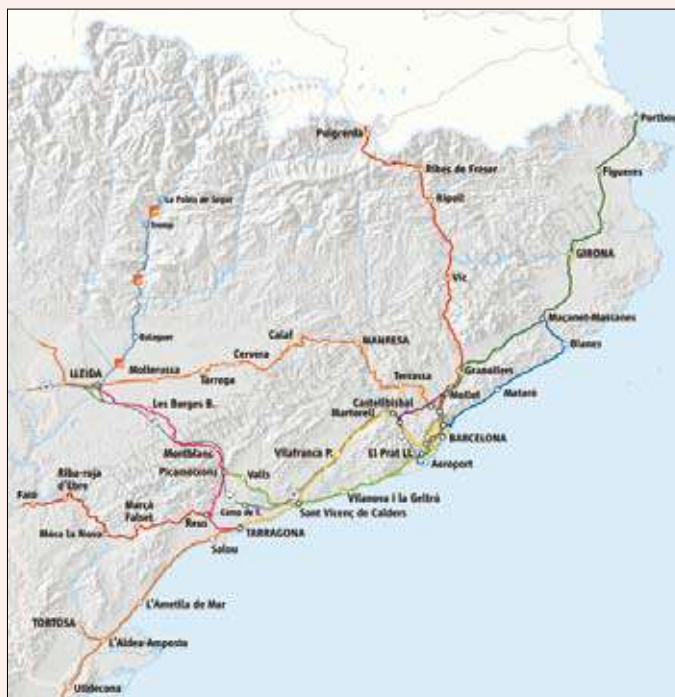 Portbou
Puigcerdà
Ribes de Freser
Figueres
La Pobla de Segur
Ripoll
Tremp
GIRONA
Vic
Maçanet-Massanes
Balaguer
Calaf
MANRESA
Blanes
Cervera
Mollerussa
LLEIDA
Terrassa
Granollers
Tàrrega
Mollet
Mataró
Castellbisbal
Les Borges B.
Martorell
BARCELONA
Montblanc
Vilafranca P.
El Prat Ll.
Aeroport
Picamoixons
Valls
Riba-roja
d'Ebre
Faió
Vilanova i la Geltrú
Marçà
Falset
Camp de T.
Sant Vicenç de Calders
Reus
Móra la Nova
TARRAGONA
Salou
L'Ametlla de Mar
TORTOSA
L'Aldea-Amposta
Ulldecona